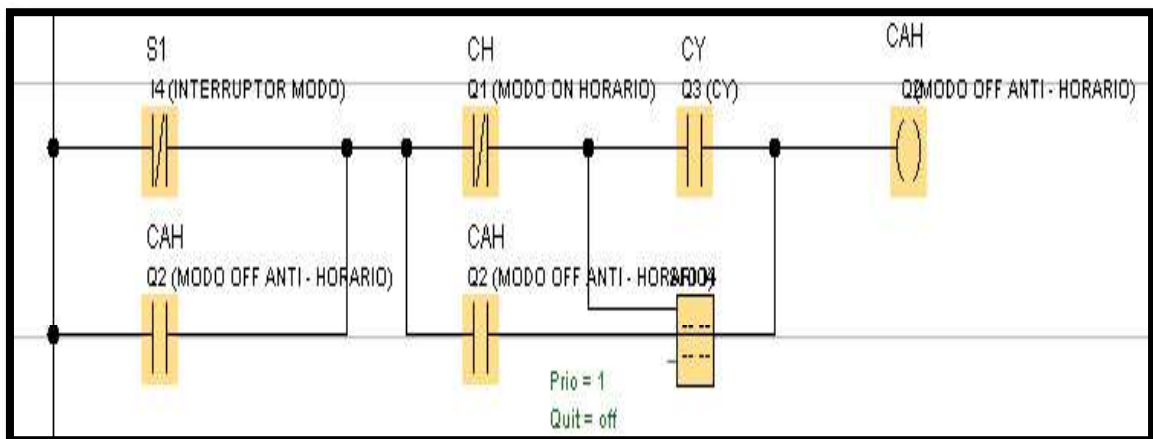 S1
I4 (INTERRUPTOR MODO)
CH
Q1 (MODO ON HORARIO)
CY
Q3 (CY)
CAH
(MODO OFF ANTI - HORARIO)
CAH
Q2 (MODO OFF ANTI - HORARIO)
CAH
Q2 (MODO OFF ANTI - HORARIO)
Prio = 1
Quit = off